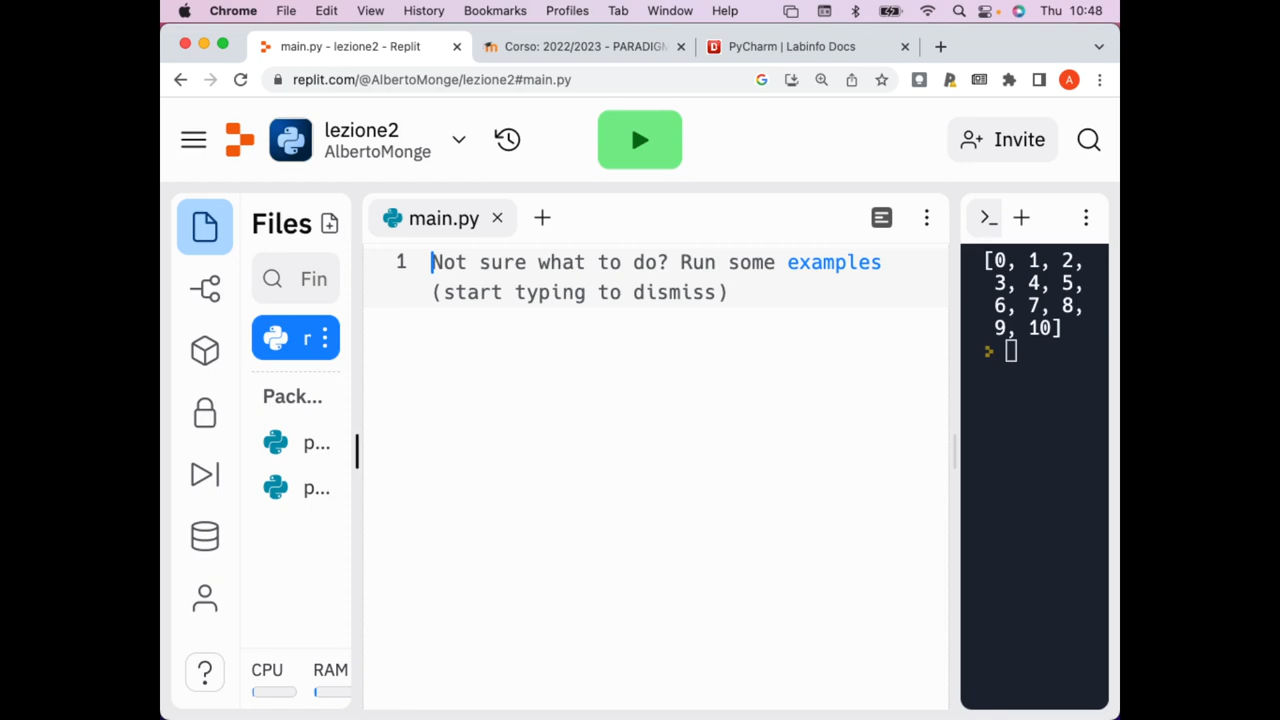 Chrome File Edit View History Bookmarks Profiles Tab Window Help Thu 10:48
main.py - lezione2 - Replit Corso: 2022/2023 - PARADIGM PyCharm | Labinfo Docs
replit.com/@AlbertoMonge/lezione2#main.py A
lezione2
AlbertoMonge
Invite
Files
Fin
r
Pack...
p...
p...
CPU RAM
main.py
1 Not sure what to do? Run some examples
(start typing to dismiss)
[0, 1, 2,
3, 4, 5,
6, 7, 8,
9, 10]